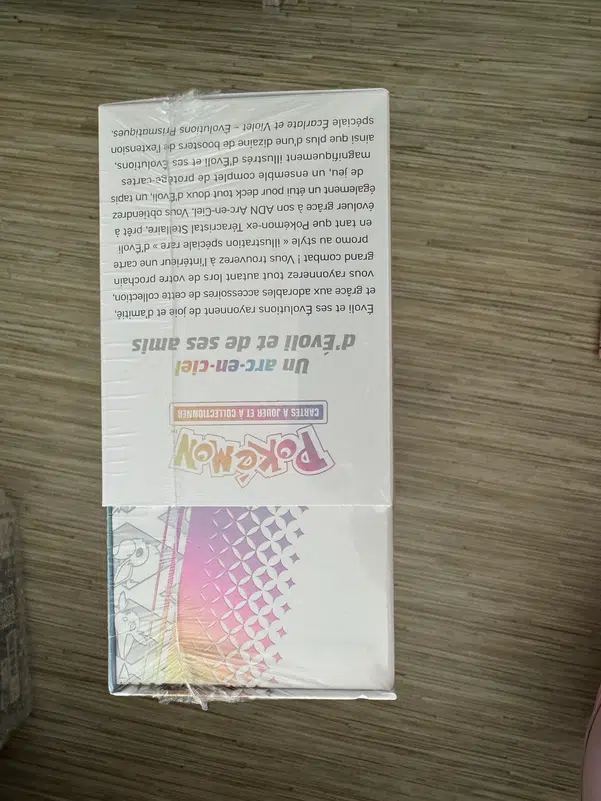 POKÉMON
CARTES À JOUER ET À COLLECTIONNER
Un arc-en-ciel
d'Évoli et de ses amis
Évoli et ses Évolutions rayonnent de joie et d'amitié,
et grâce aux adorables accessoires de cette collection,
vous rayonnerez tout autant lors de votre prochain
grand combat ! Vous trouverez à l'intérieur une carte
promo au style « illustration spéciale rare » d'Évoli
en tant que Pokémon-ex Téracristal Stellaire, prêt à
évoluer grâce à son ADN Arc-en-Ciel. Vous obtiendrez
également un étui pour deck tout doux d'Évoli, un tapis
de jeu, un ensemble complet de protège-cartes
magnifiquement illustrés d'Évoli et ses Évolutions,
ainsi que plus d'une dizaine de boosters de l'extension
spéciale Écarlate et Violet – Évolutions Prismatiques.